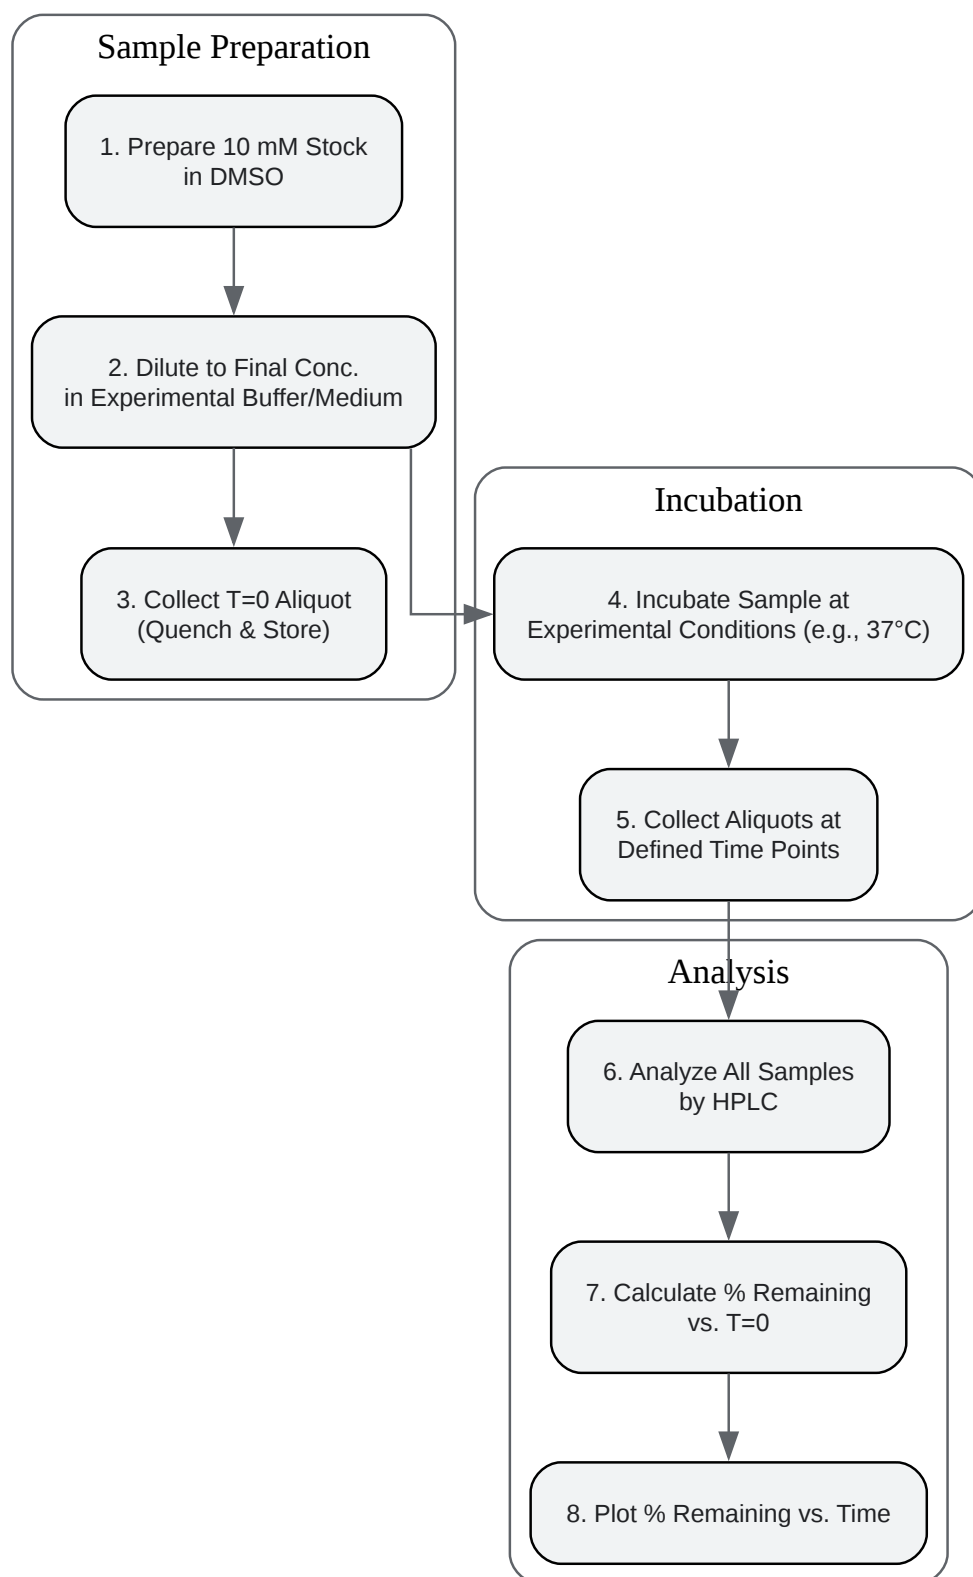 Sample Preparation
1. Prepare 10 mM Stock
in DMSO
2. Dilute to Final Conc.
in Experimental Buffer/Medium
3. Collect T=0 Aliquot
(Quench & Store)
Incubation
4. Incubate Sample at
Experimental Conditions (e.g., 37°C)
5. Collect Aliquots at
Defined Time Points
Analysis
6. Analyze All Samples
by HPLC
7. Calculate % Remaining
vs. T=0
8. Plot % Remaining vs. Time